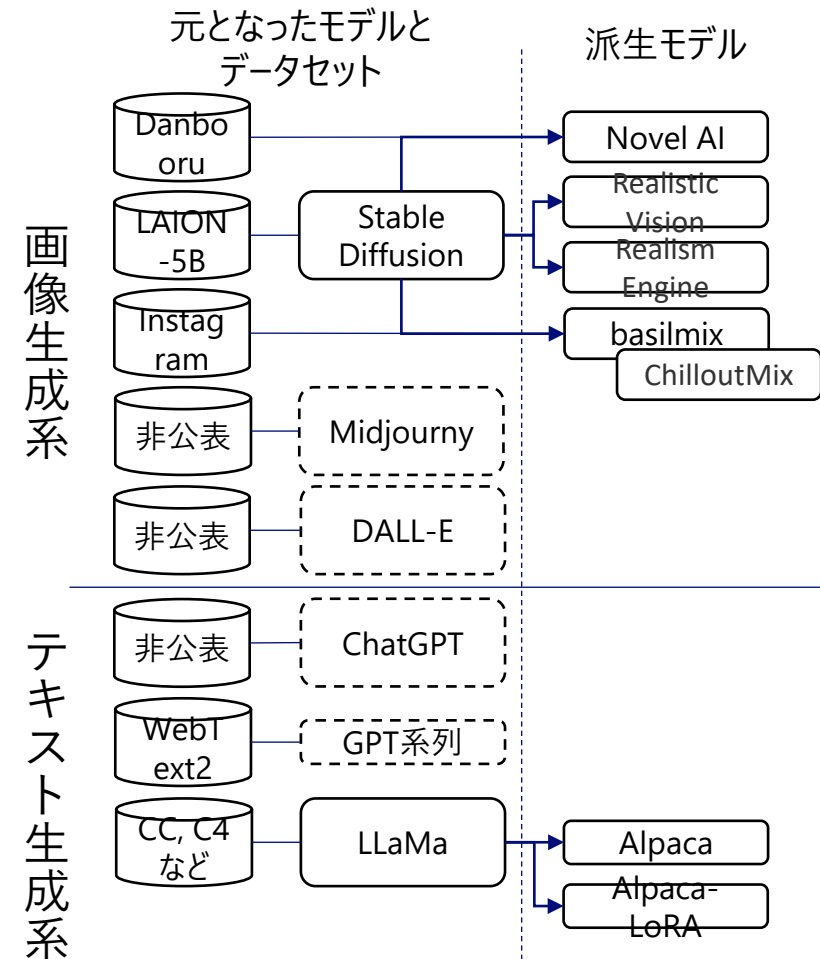 元となったモデルと
データセット
派生モデル
画像生成系
Danbo
oru
Novel AI
LAION
-5B
Stable
Diffusion
Realistic
Vision
Realism
Engine
Instag
ram
basilmix
ChilloutMix
非公表
Midjourny
非公表
DALL-E
テキスト生成系
非公表
ChatGPT
WebT
ext2
GPT系列
CC, C4
など
LLaMa
Alpaca
Alpaca-
LoRA